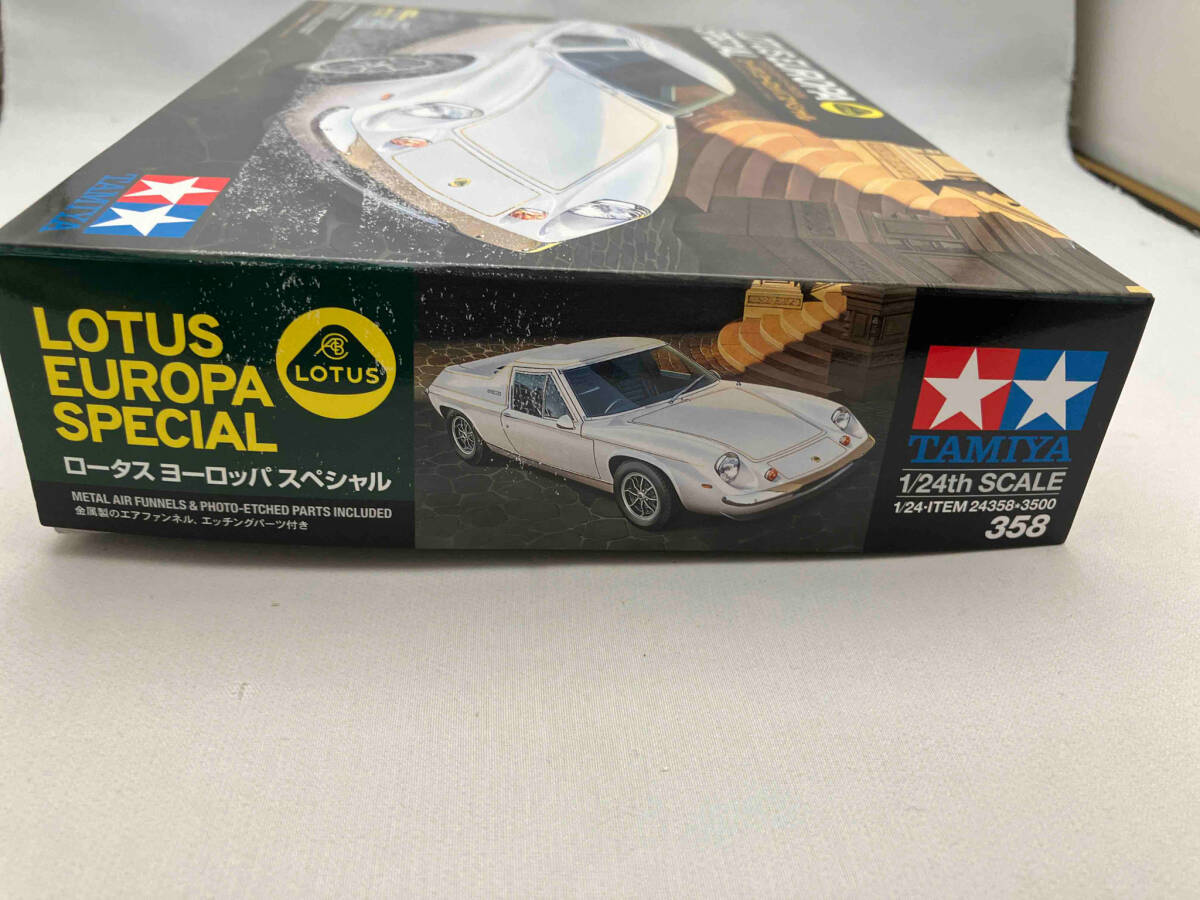 TAMIYA
LOTUS
EUROPA
SPECIAL
LOTUS
ロータス ヨーロッパ スペシャル
METAL AIR FUNNELS & PHOTO-ETCHED PARTS INCLUDED
金属製のエアファンネル、エッチングパーツ付き
TAMIYA
1/24th SCALE
1/24・ITEM 24358*3500
358